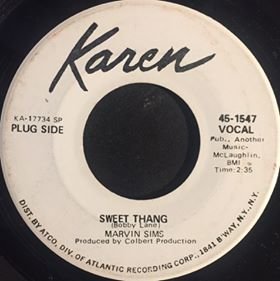 Karen
KA-17734 SP
PLUG SIDE
45-1547
VOCAL
Pub., Another
Music-
McLaughlin,
BMI
Time: 2:35
SWEET THANG
(Bobby Lane)
MARVIN SIMS
Produced by Colbert Production
DIST. BY ATCO, DIV. OF ATLANTIC RECORDING CORP., 1841 B'WAY, N.Y., N.Y.